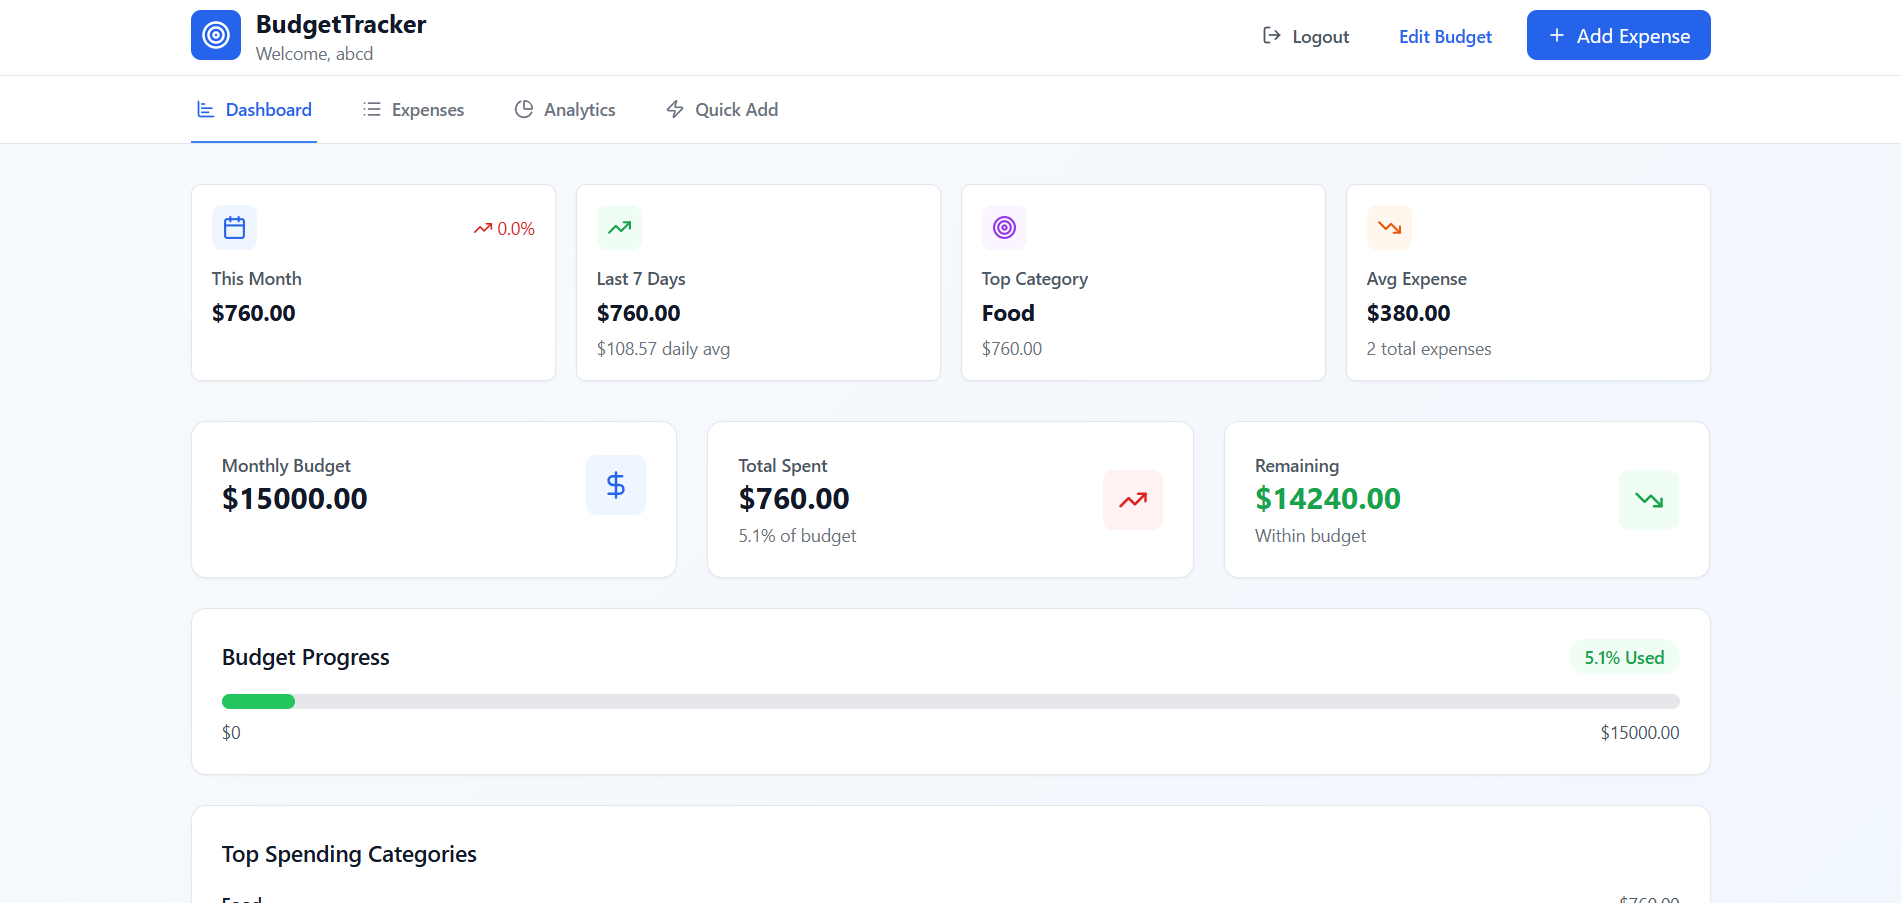 BudgetTracker
Welcome, abcd
Logout
Edit Budget
Add Expense
Dashboard
Expenses
Analytics
Quick Add
0.0%
This Month
$760.00
Last 7 Days
$760.00
$108.57 daily avg
Top Category
Food
$760.00
Avg Expense
$380.00
2 total expenses
Monthly Budget
$15000.00
Total Spent
$760.00
5.1% of budget
Remaining
$14240.00
Within budget
Budget Progress
5.1% Used
$0
$15000.00
Top Spending Categories
Food
$760.00